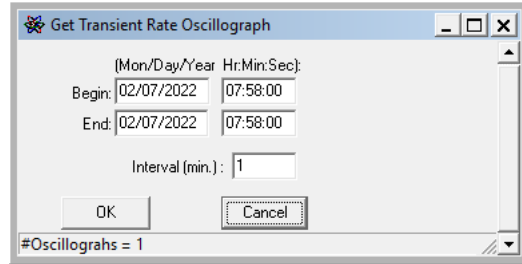 Get Transient Rate Oscillograph
(Mon/Day/Year Hr:Min:Sec):
Begin: 02/07/2022 07:58:00
End: 02/07/2022 07:58:00
Interval (min.) : 1
OK Cancel
#Oscillograhs = 1